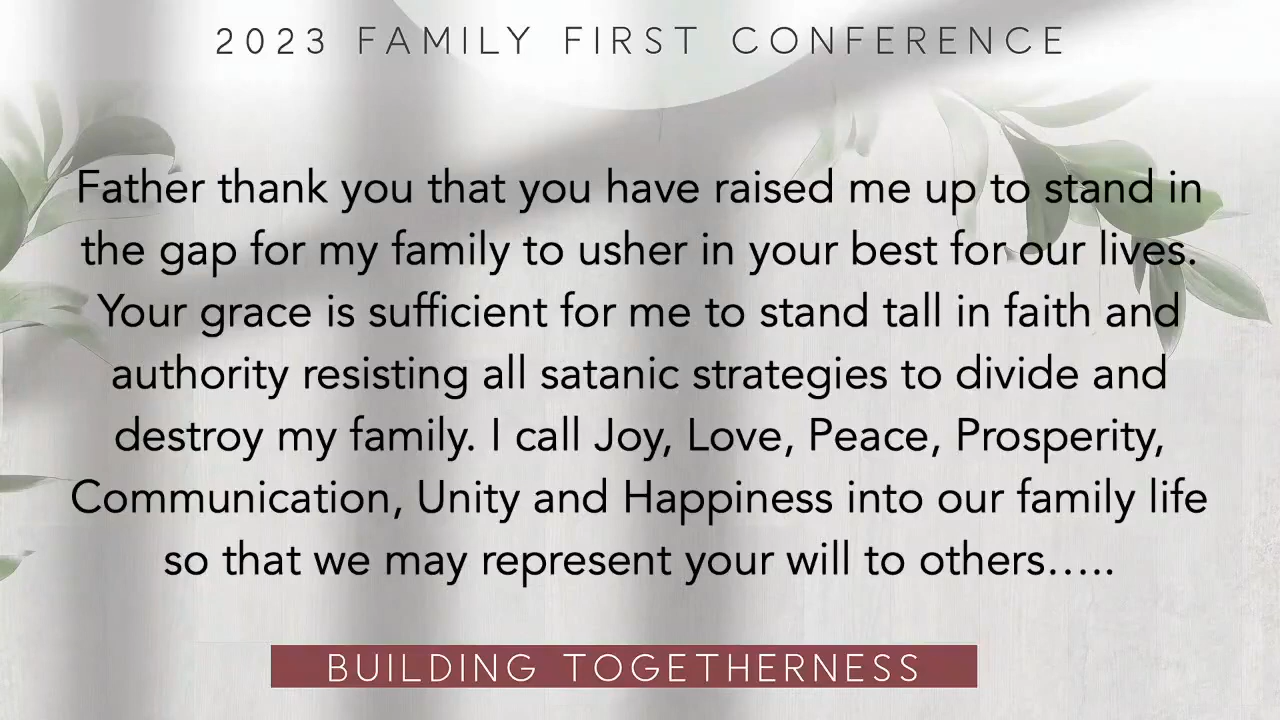 2023 FAMILY FIRST CONFERENCE
Father thank you that you have raised me up to stand in
the gap for my family to usher in your best for our lives.
Your grace is sufficient for me to stand tall in faith and
authority resisting all satanic strategies to divide and
destroy my family. I call Joy, Love, Peace, Prosperity,
Communication, Unity and Happiness into our family life
so that we may represent your will to others.....
BUILDING TOGETHERNESS